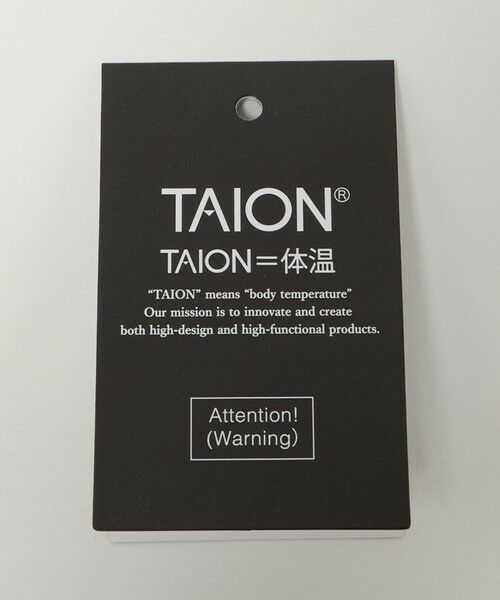 TAION®
TAION=体温
“TAION” means “body temperature”
Our mission is to innovate and create
both high-design and high-functional products.
Attention!
(Warning)